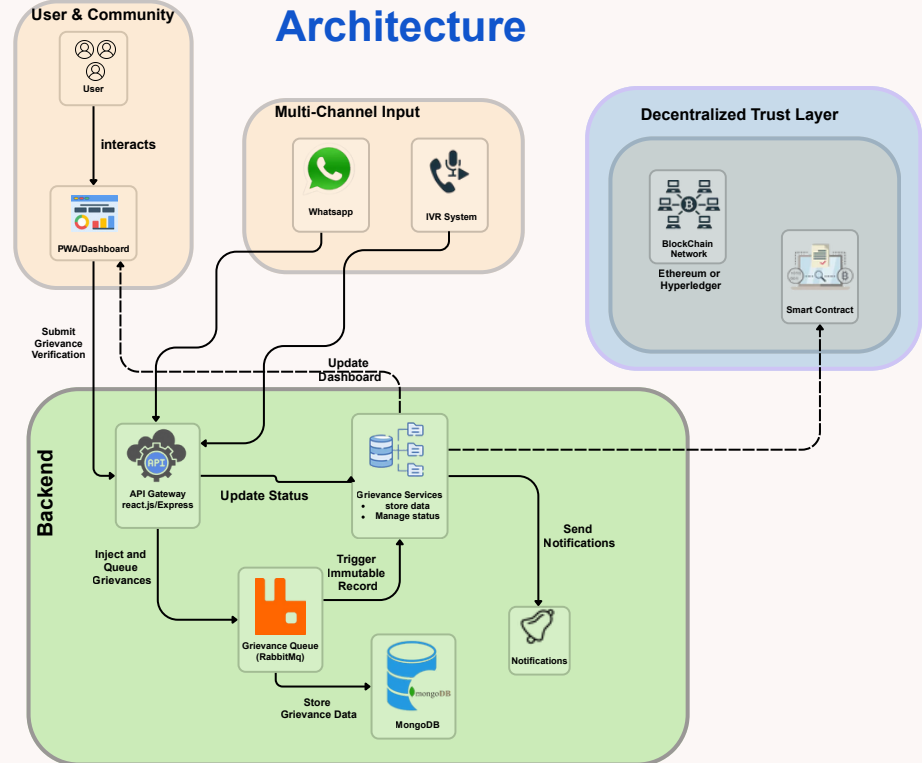 Architecture
User & Community
User
interacts
PWA/Dashboard
Submit
Grievance
Verification
Multi-Channel Input
Whatsapp
IVR System
Decentralized Trust Layer
BlockChain
Network
Ethereum or
Hyperledger
Smart Contract
Update
Dashboard
Backend
API
API Gateway
react.js/Express
Update Status
Grievance Services
• store data
• Manage status
Inject and
Queue
Grievances
Trigger
Immutable
Record
Send
Notifications
Grievance Queue
(RabbitMq)
Notifications
Store
Grievance Data
mongoDB
MongoDB